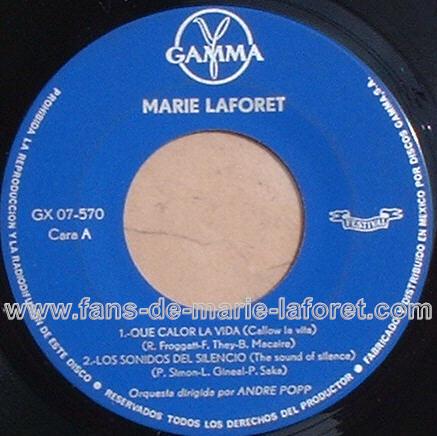 GAMMA
MARIE LAFORET
GX 07-570
Cara A
FESTIVAL
www.fans-de-marie-laforet.com
1.-QUE CALOR LA VIDA (Callow la vita)
(R. Froggatt-F. They-B. Macaire)
2.-LOS SONIDOS DEL SILENCIO (The sound of silence)
(P. Simon-L. Gineal-P. Saka)
Orquesta dirigida por ANDRE POPP
PROHIBIDA LA REPRODUCCION Y LA RADIODIFUSION DE ESTE DISCO • RESERVADOS TODOS LOS DERECHOS DEL PRODUCTOR • FABRICADO Y DISTRIBUIDO EN MEXICO POR DISCOS GAMMA, S.A.